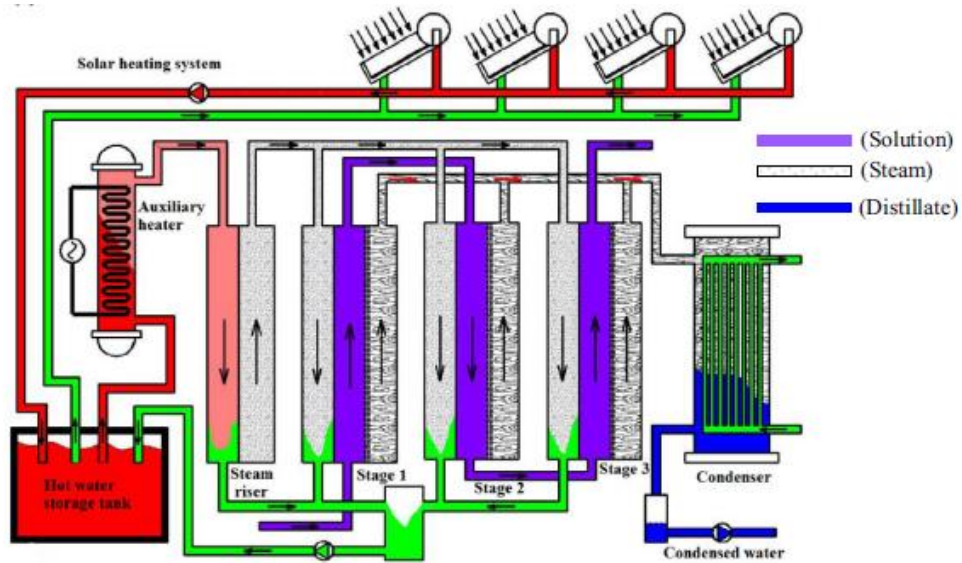 Solar heating system
(Solution)
(Steam)
(Distillate)
Auxiliary
heater
Steam
riser
Stage 1
Stage 2
Stage 3
Condenser
Hot water
storage tank
Condensed water